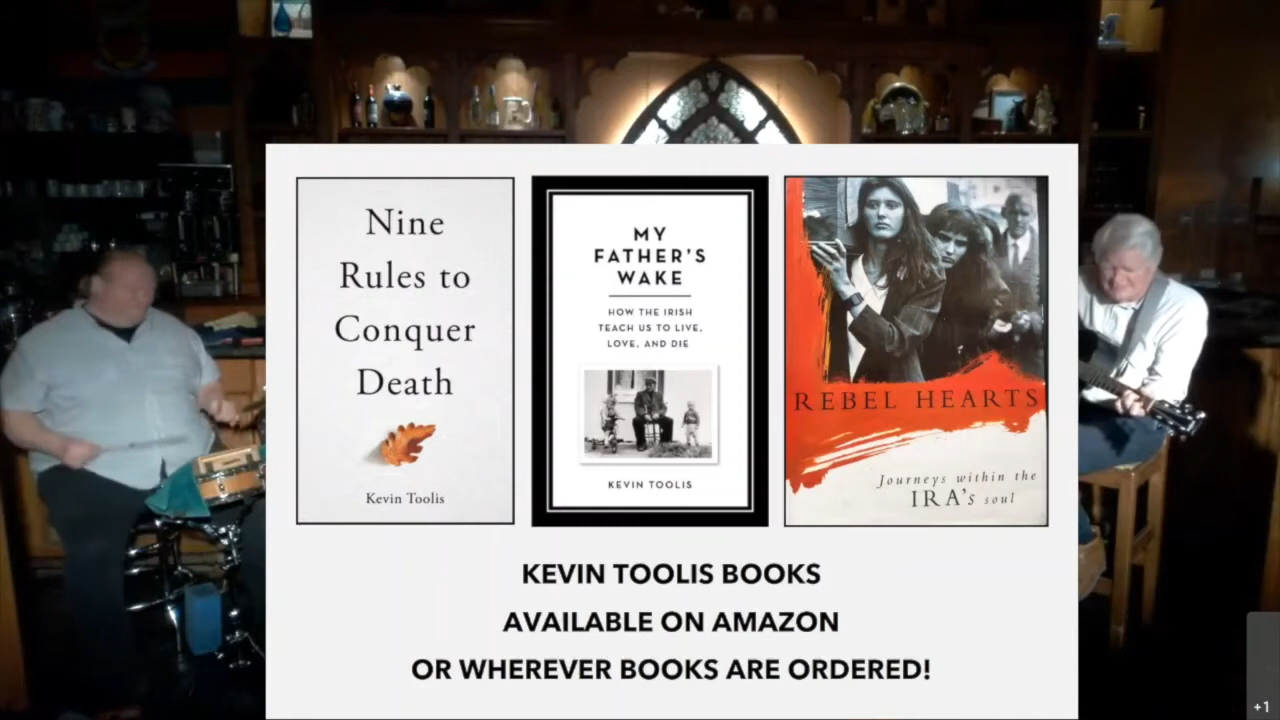 Nine
Rules to
Conquer
Death
Kevin Toolis
MY
FATHER'S
WAKE
HOW THE IRISH
TEACH US TO LIVE,
LOVE, AND DIE
KEVIN TOOLIS
REBEL HEARTS
Journeys within the
IRA's soul
KEVIN TOOLIS BOOKS
AVAILABLE ON AMAZON
OR WHEREVER BOOKS ARE ORDERED!
+1